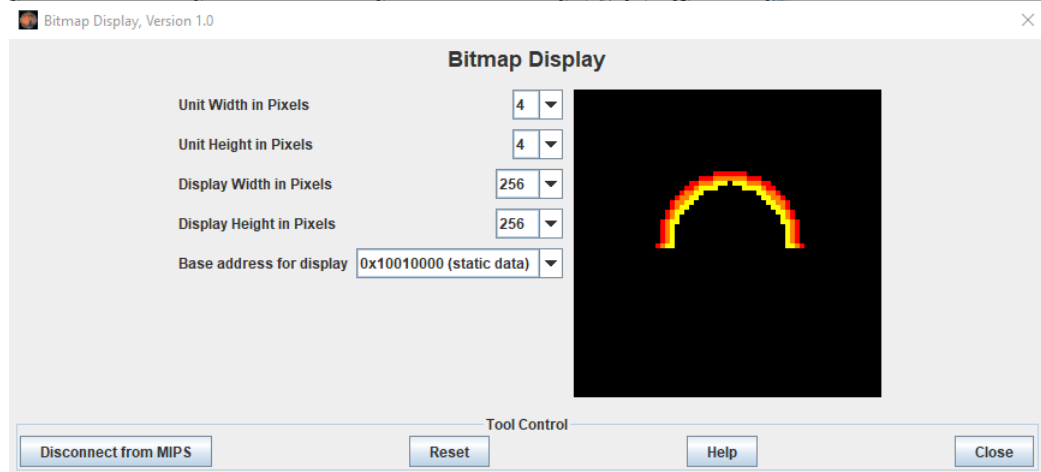 Bitmap Display, Version 1.0
Bitmap Display
Unit Width in Pixels 4
Unit Height in Pixels 4
Display Width in Pixels 256
Display Height in Pixels 256
Base address for display 0x10010000 (static data)
Tool Control
Disconnect from MIPS Reset Help Close